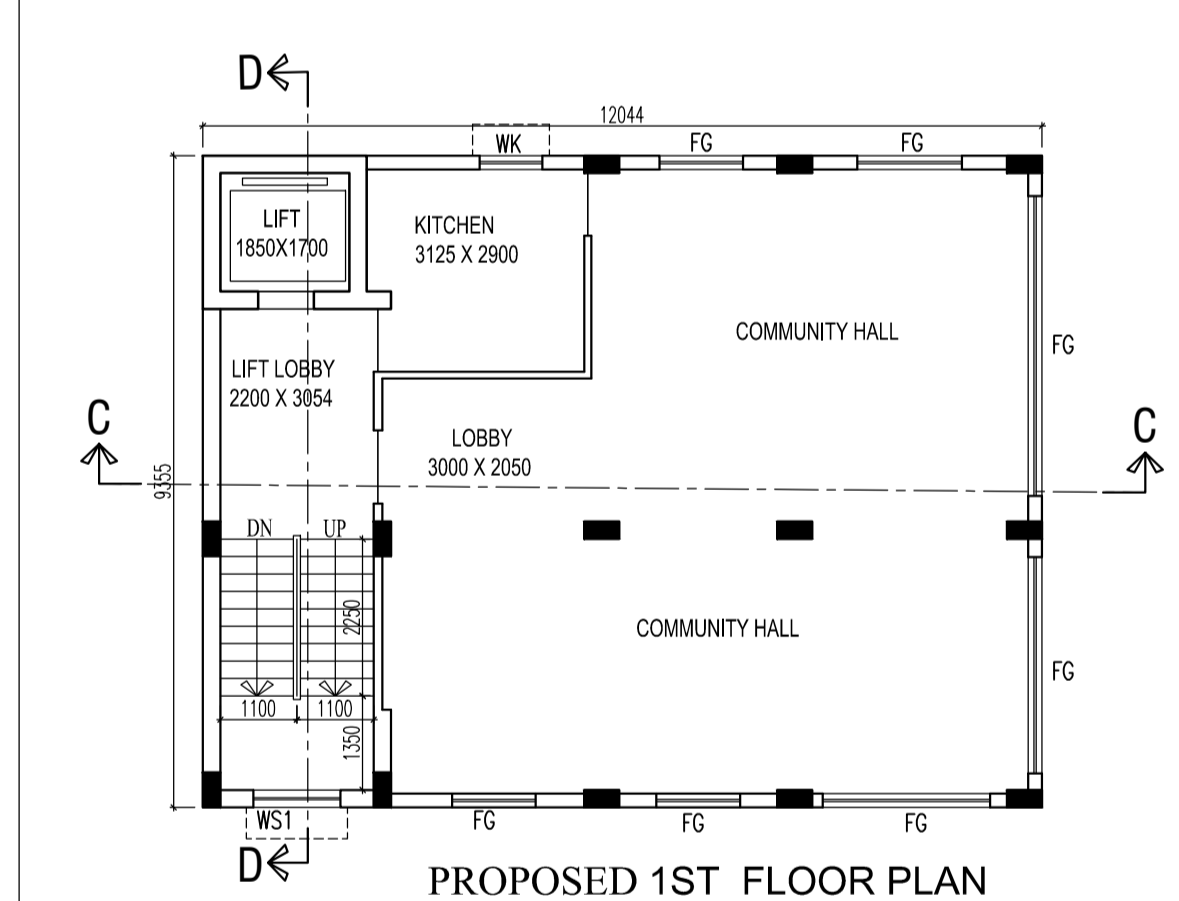 D
12044
WK
FG
FG
LIFT
1850X1700
KITCHEN
3125 X 2900
COMMUNITY HALL
FG
LIFT LOBBY
2200 X 3054
C
C
LOBBY
3000 X 2050
9355
DN
UP
2250
COMMUNITY HALL
FG
1100
1100
1350
WS1
FG
FG
FG
D
PROPOSED 1ST FLOOR PLAN